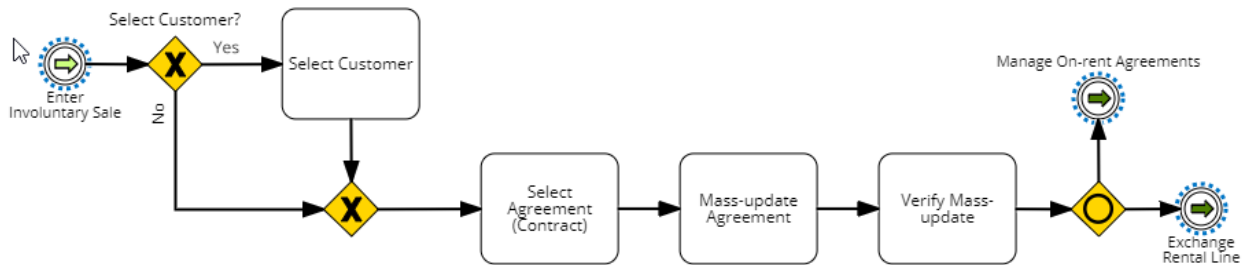 Select Customer?
Yes
Select Customer
Enter
Involuntary Sale
No
Select
Agreement
(Contract)
Mass-update
Agreement
Verify Mass-
update
Manage On-rent Agreements
Exchange
Rental Line